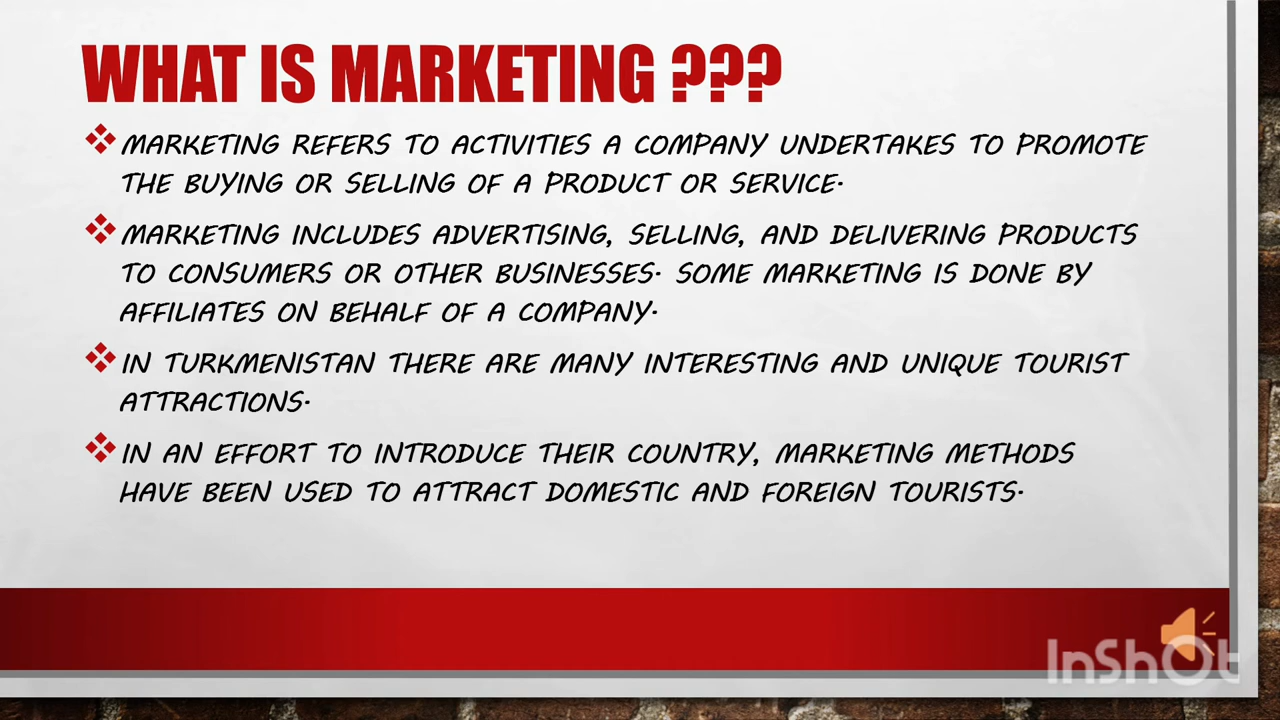 WHAT IS MARKETING ???
MARKETING REFERS TO ACTIVITIES A COMPANY UNDERTAKES TO PROMOTE
THE BUYING OR SELLING OF A PRODUCT OR SERVICE.
MARKETING INCLUDES ADVERTISING, SELLING, AND DELIVERING PRODUCTS
TO CONSUMERS OR OTHER BUSINESSES. SOME MARKETING IS DONE BY
AFFILIATES ON BEHALF OF A COMPANY.
IN TURKMENISTAN THERE ARE MANY INTERESTING AND UNIQUE TOURIST
ATTRACTIONS.
IN AN EFFORT TO INTRODUCE THEIR COUNTRY, MARKETING METHODS
HAVE BEEN USED TO ATTRACT DOMESTIC AND FOREIGN TOURISTS.
InShOt